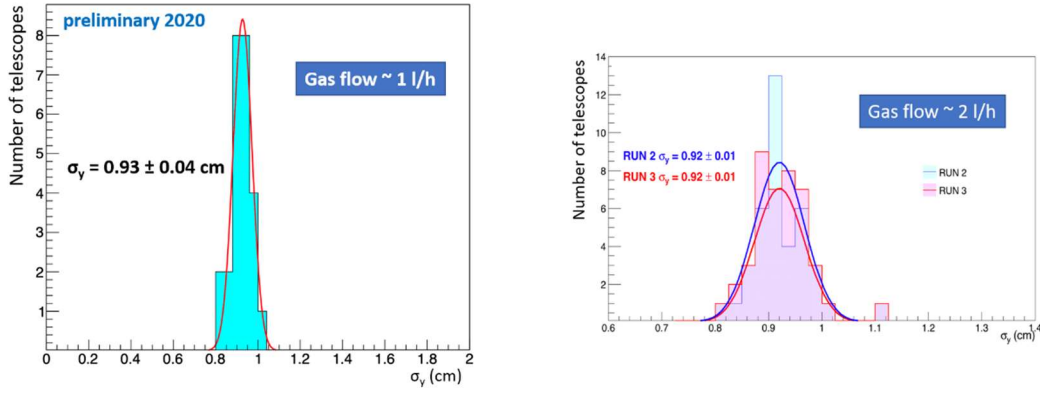 preliminary 2020
Gas flow ~ 1 l/h
σy = 0.93 ± 0.04 cm
Number of telescopes
8
7
6
5
4
3
2
1
0
0 0.2 0.4 0.6 0.8 1 1.2 1.4 1.6 1.8 2
σy (cm)
Gas flow ~ 2 l/h
RUN 2 σy = 0.92 ± 0.01
RUN 3 σy = 0.92 ± 0.01
RUN 2
RUN 3
Number of telescopes
14
12
10
8
6
4
2
0.6 0.7 0.8 0.9 1 1.1 1.2 1.3 1.4
σy (cm)